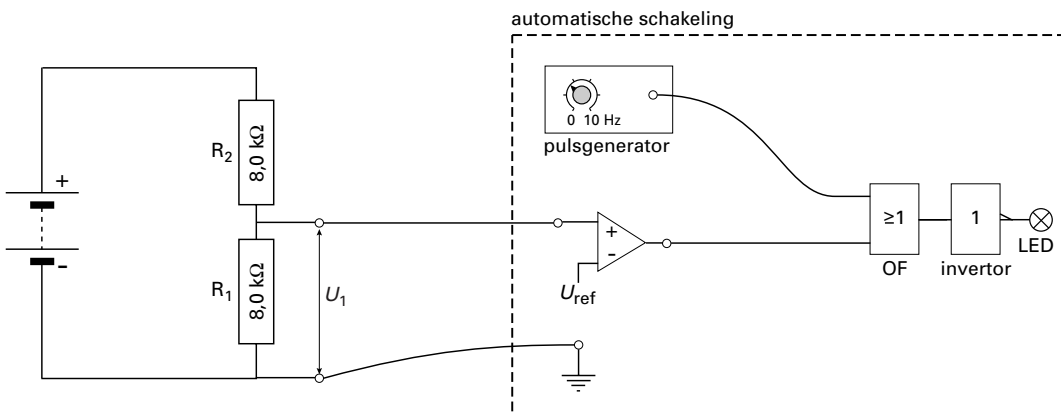 automatische schakeling
0 10 Hz
pulsgenerator
+
-
R2
8,0 kΩ
R1
8,0 kΩ
U1
+
-
Uref
≥1
OF
1
invertor
LED